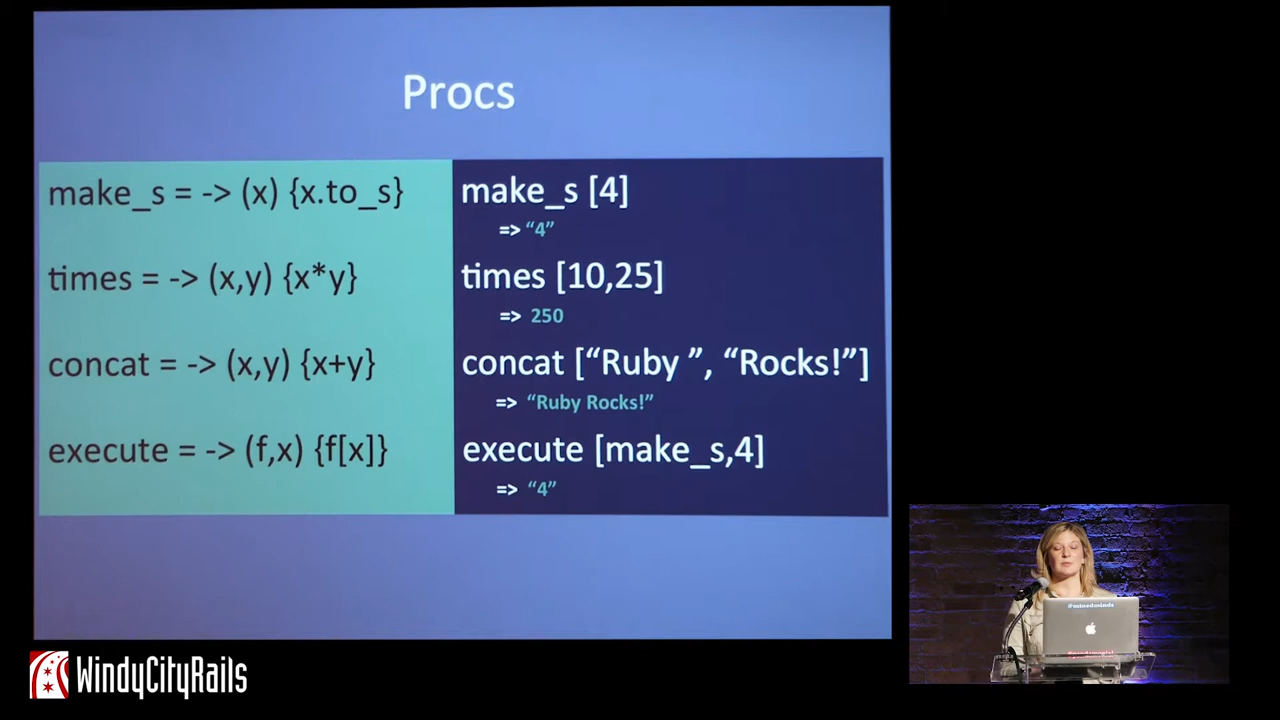 Procs
make_s = -> (x) {x.to_s}
times = -> (x,y) {x*y}
concat = -> (x,y) {x+y}
execute = -> (f,x) {f[x]}
make_s [4]
=> “4”
times [10,25]
=> 250
concat [“Ruby ”, “Rocks!”]
=> “Ruby Rocks!”
execute [make_s,4]
=> “4”
WindyCityRails